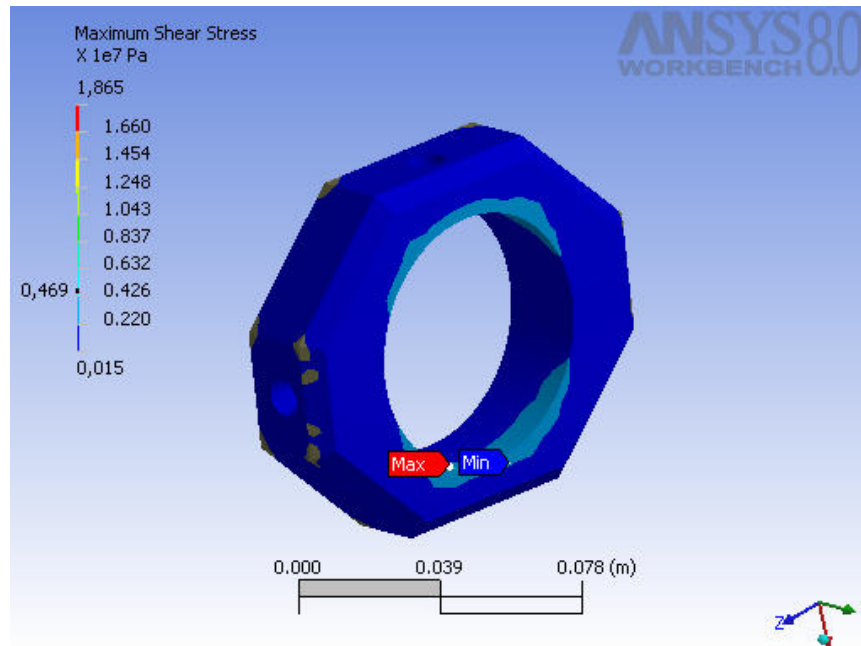 Maximum Shear Stress
X 1e7 Pa
ANSYS 8.0
WORKBENCH
1,865
1.660
1.454
1.248
1.043
0.837
0.632
0,469
0.426
0.220
0,015
Max
Min
0.000
0.039
0.078 (m)
Z